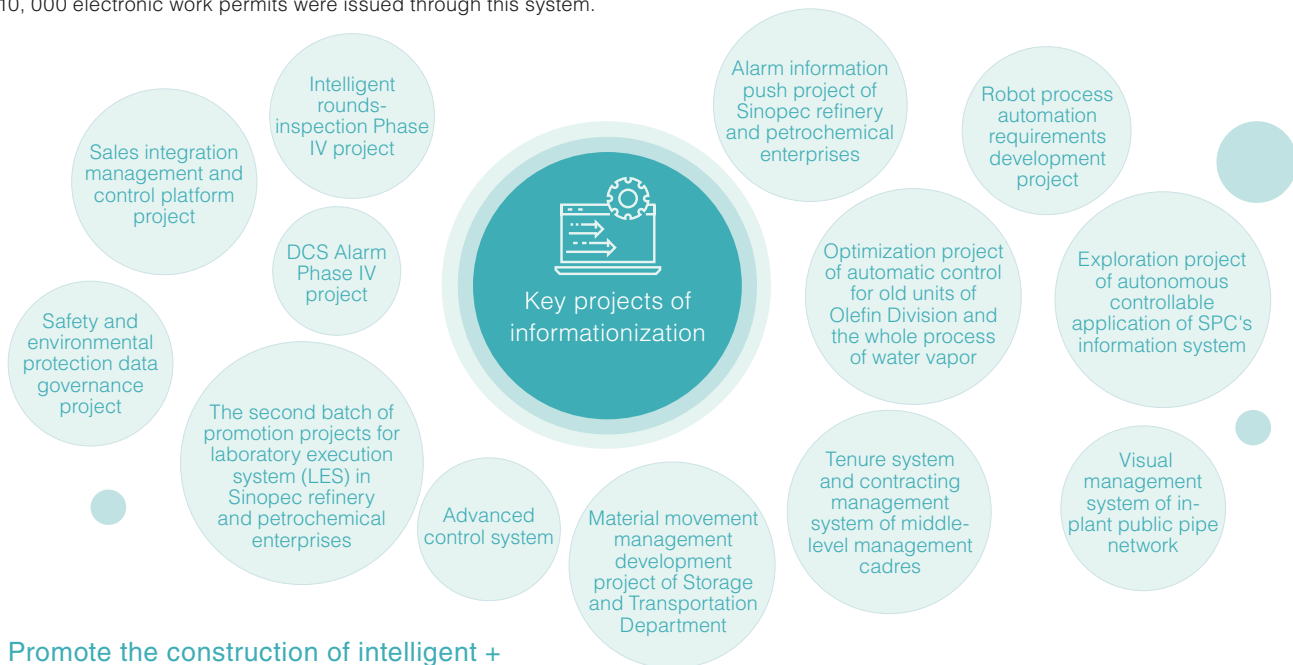 10, 000 electronic work permits were issued through this system.
Intelligent
rounds-
inspection Phase
IV project
Sales integration
management and
control platform
project
DCS Alarm
Phase IV
project
Safety and
environmental
protection data
governance
project
The second batch of
promotion projects for
laboratory execution
system (LES) in
Sinopec refinery
and petrochemical
enterprises
Advanced
control system
Key projects of
informationization
Material movement
management
development
project of Storage
and Transportation
Department
Alarm information
push project of
Sinopec refinery
and petrochemical
enterprises
Robot process
automation
requirements
development
project
Optimization project
of automatic control
for old units of
Olefin Division and
the whole process
of water vapor
Exploration project
of autonomous
controllable
application of SPC's
information system
Tenure system
and contracting
management
system of middle-
level management
cadres
Visual
management
system of in-
plant public pipe
network
Promote the construction of intelligent +